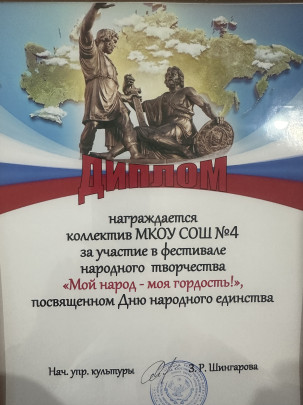 ДИПЛОМ
награждается
коллектив МКОУ СОШ №4
за участие в фестивале
народного творчества
«Мой народ - моя гордость!»,
посвященном Дню народного единства
Нач. упр. культуры З. Р. Шингарова